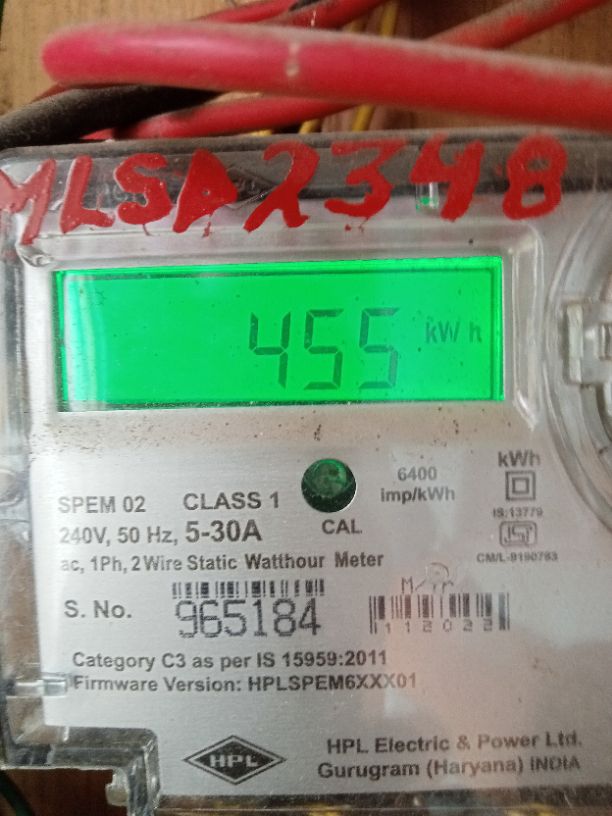 MLSD2348
455 kWh
6400
imp/kWh
kWh
IS:13779
CM/L-9190783
SPEM 02 CLASS 1
240V, 50 Hz, 5-30A
CAL
ac, 1Ph, 2 Wire Static Watthour Meter
S. No. 965184
112022
Category C3 as per IS 15959:2011
Firmware Version: HPLSPEM6XXX01
HPL
HPL Electric & Power Ltd.
Gurugram (Haryana) INDIA